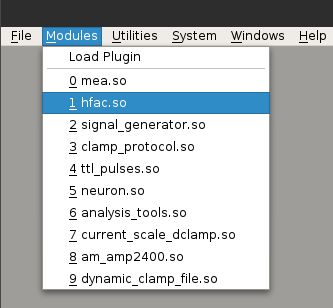 File Modules Utilities System Windows Help
Load Plugin
0 mea.so
1 hfac.so
2 signal_generator.so
3 clamp_protocol.so
4 ttl_pulses.so
5 neuron.so
6 analysis_tools.so
7 current_scale_dclamp.so
8 am_amp2400.so
9 dynamic_clamp_file.so